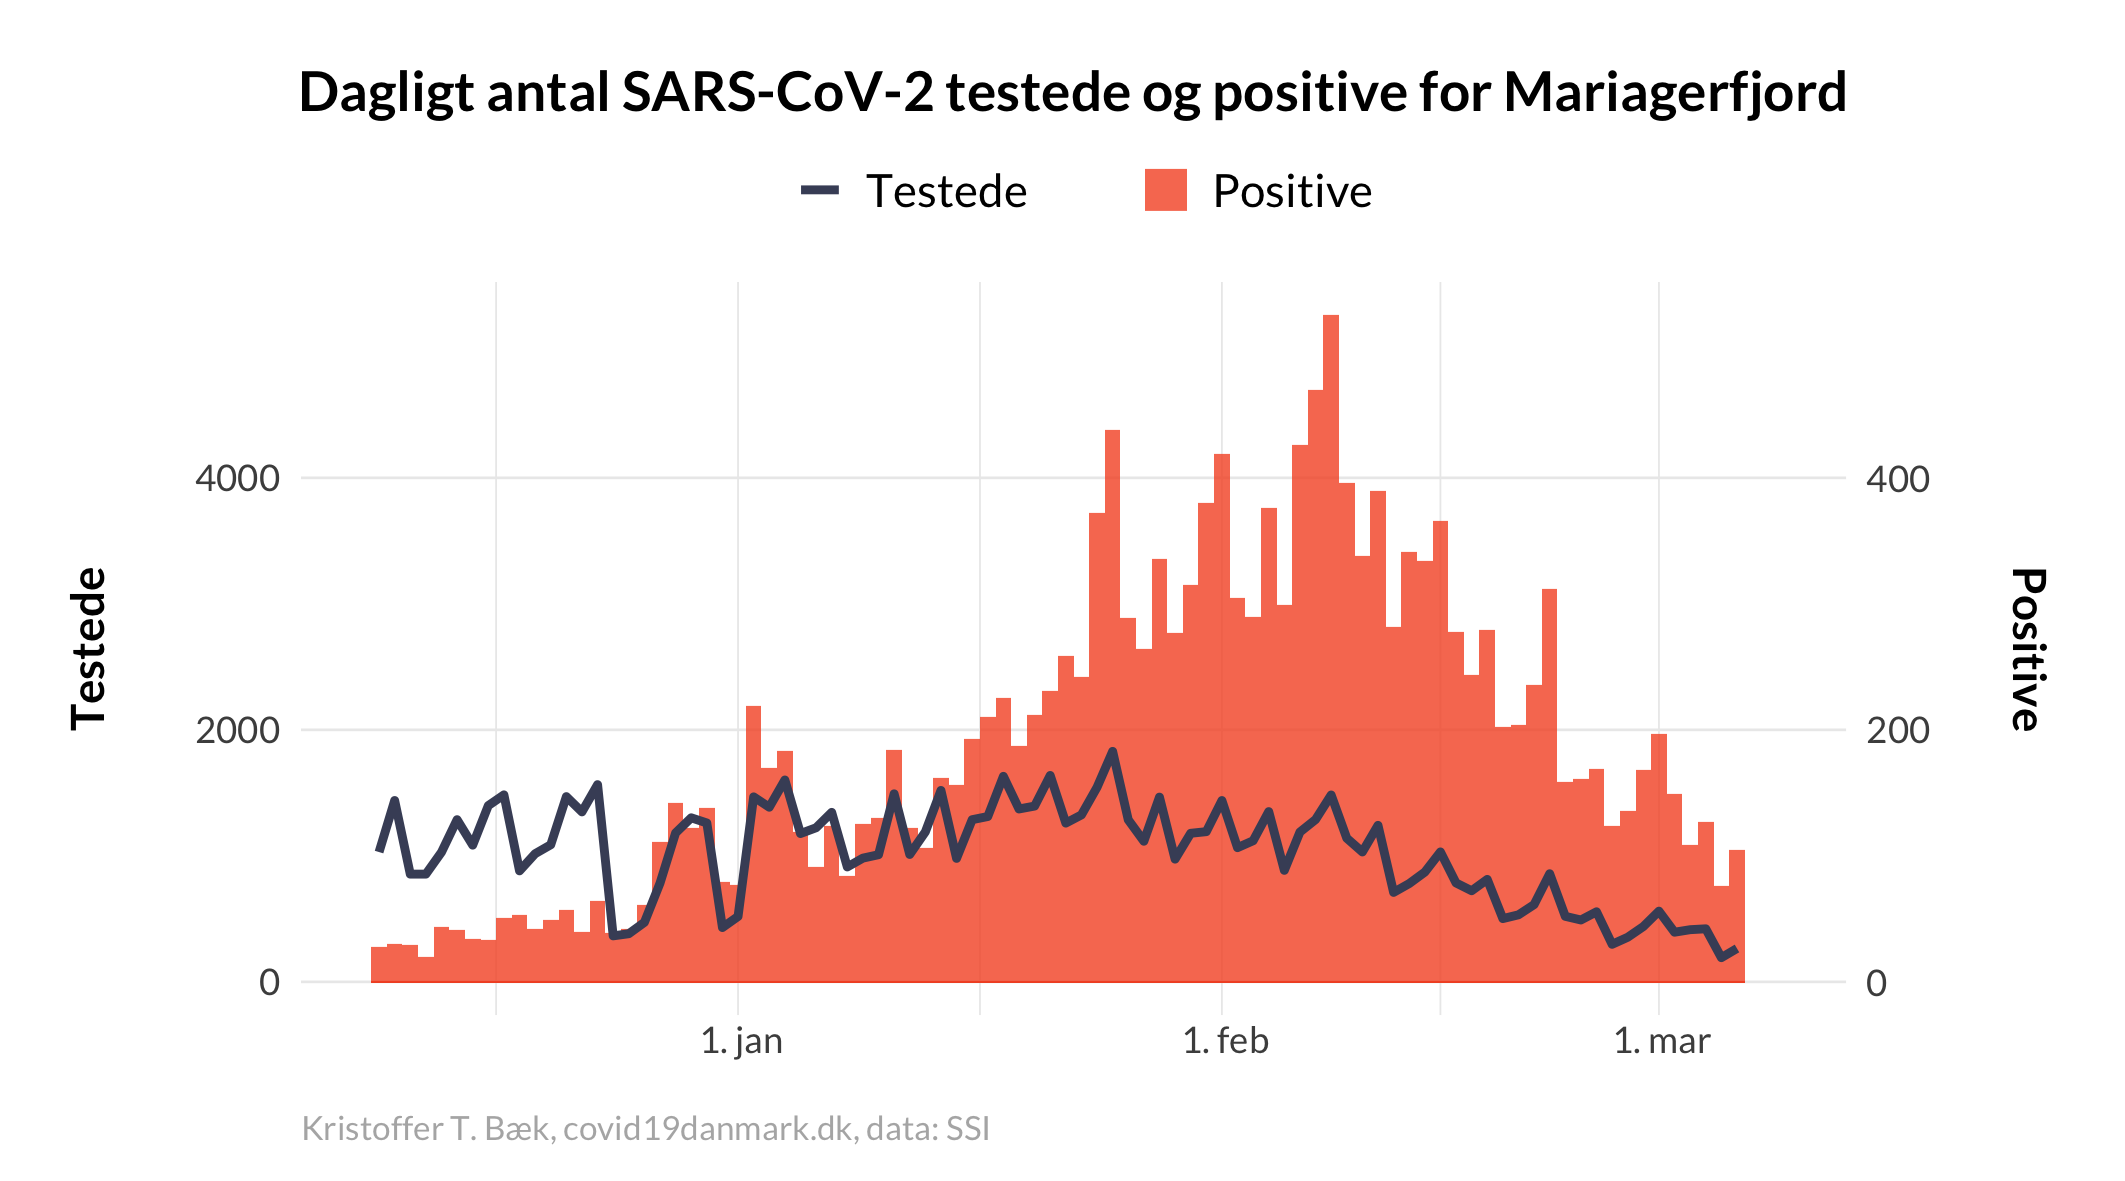 Dagligt antal SARS-CoV-2 testede og positive for Mariagerfjord
Testede
Positive
4000
2000
0
Testede
400
200
0
Positive
1. jan
1. feb
1. mar
Kristoffer T. Bæk, covid19danmark.dk, data: SSI